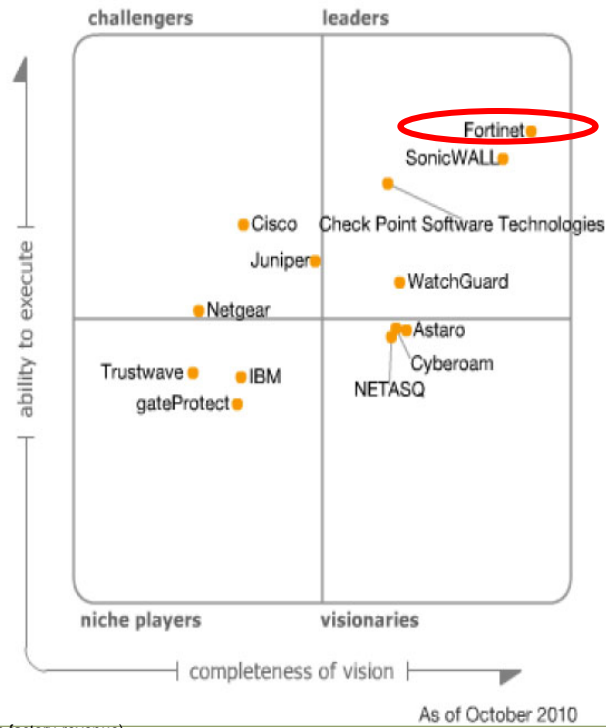 challengers
leaders
Fortinet
SonicWALL
Cisco
Check Point Software Technologies
Juniper
WatchGuard
Netgear
Astaro
Cyberoam
NETASQ
Trustwave
IBM
gateProtect
ability to execute
niche players
visionaries
completeness of vision
As of October 2010